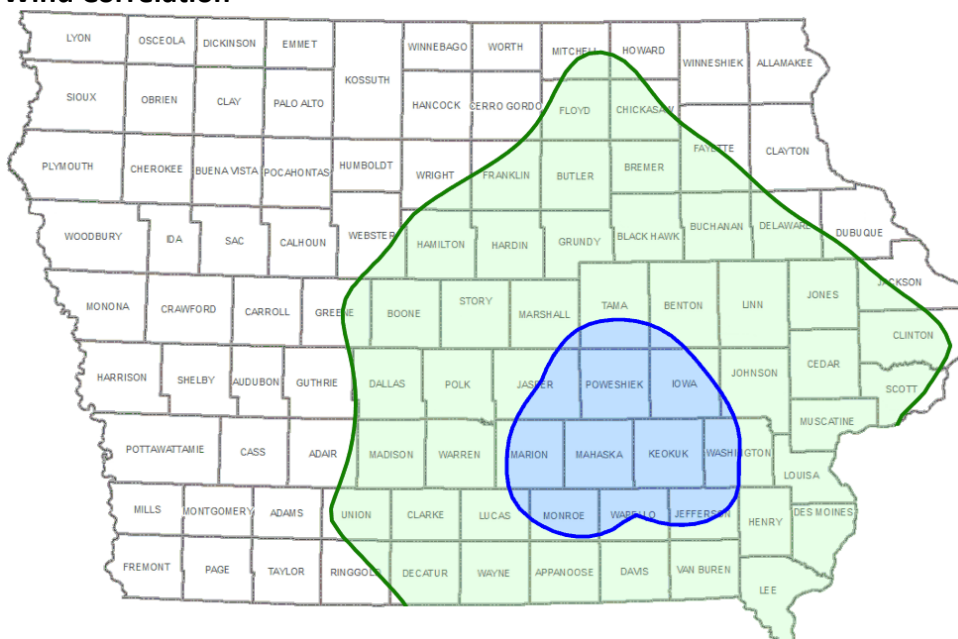 Wind Correlation
LYON OSCEOLA DICKINSON EMMET WINNEBAGO WORTH MITCHELL HOWARD WINNESHIEK ALLAMAKEE
KOSSUTH
SIOUX OBRIEN CLAY PALO ALTO HANCOCK CERRO GORDO FLOYD CHICKASAW
PLYMOUTH CHEROKEE BUENA VISTA POCAHONTAS HUMBOLDT WRIGHT FRANKLIN BUTLER BREMER FAYETTE CLAYTON
WOODBURY IDA SAC CALHOUN WEBSTER HAMILTON HARDIN GRUNDY BLACK HAWK BUCHANAN DELAWARE DUBUQUE
MONONA CRAWFORD CARROLL GREENE BOONE STORY MARSHALL TAMA BENTON LINN JONES JACKSON
CLINTON
HARRISON SHELBY AUDUBON GUTHRIE DALLAS POLK JASPER POWESHIEK IOWA JOHNSON CEDAR SCOTT
MUSCATINE
POTTAWATTAMIE CASS ADAIR MADISON WARREN MARION MAHASKA KEOKUK WASHINGTON LOUISA
MILLS MONTGOMERY ADAMS UNION CLARKE LUCAS MONROE WAPELLO JEFFERSON HENRY DES MOINES
FREMONT PAGE TAYLOR RINGGOLD DECATUR WAYNE APPANOOSE DAVIS VAN BUREN LEE